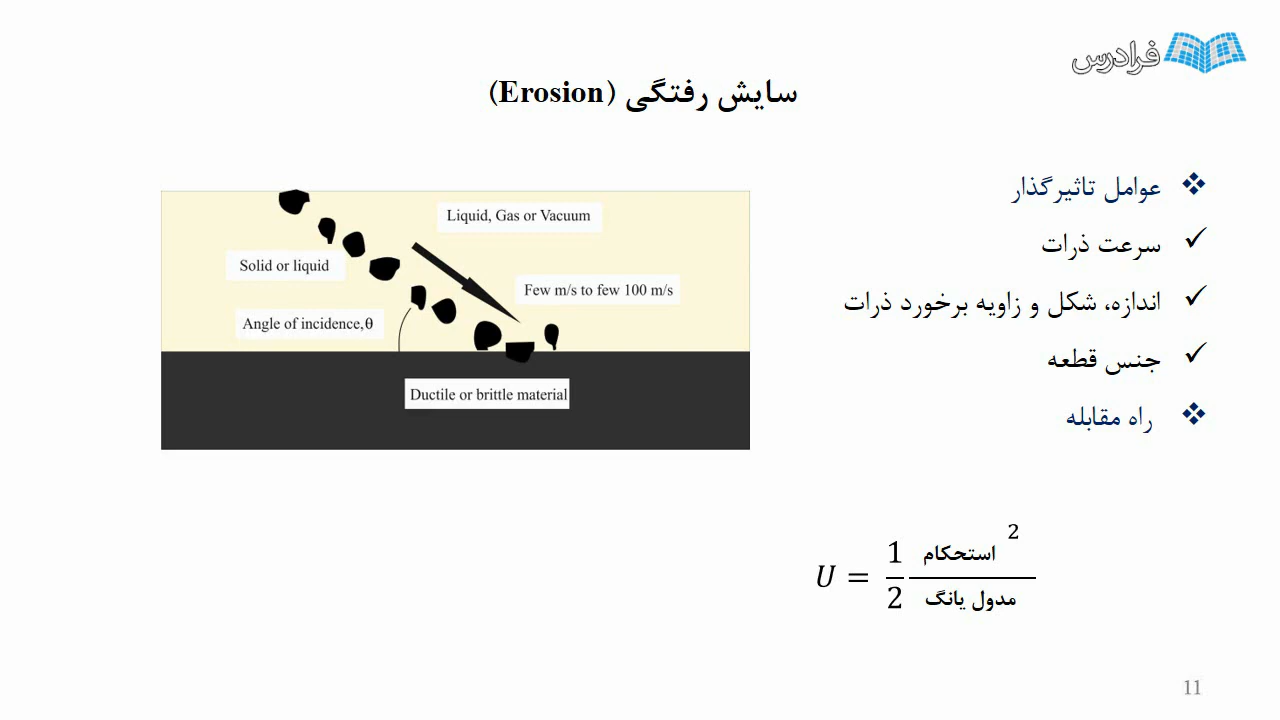 فرادرس
سایش رفتگی (Erosion)
❖ عوامل تاثیرگذار
✓ سرعت ذرات
✓ اندازه، شکل و زاویه برخورد ذرات
✓ جنس قطعه
❖ راه مقابله
Liquid, Gas or Vacuum
Solid or liquid
Few m/s to few 100 m/s
Angle of incidence,θ
Ductile or brittle material
U = 1/2 استحکام^2 / مدول یانگ
11